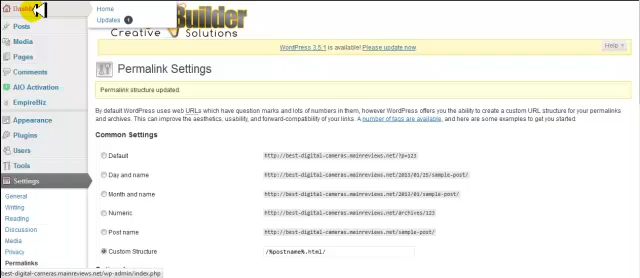 Dashb
Home
Updates 1
Builder
Creative Solutions
Posts
Media
Pages
Comments
AIO Activation
EmpireBiz
Appearance
Plugins
Users
Tools
Settings
General
Writing
Reading
Discussion
Media
Privacy
Permalinks
WordPress 3.5.1 is available! Please update now.
Help
Permalink Settings
Permalink structure updated.
By default WordPress uses web URLs which have question marks and lots of numbers in them, however WordPress offers you the ability to create a custom URL structure for your permalinks
and archives. This can improve the aesthetics, usability, and forward-compatibility of your links. A number of tags are available, and here are some examples to get you started.
Common Settings
Default http://best-digital-cameras.mainreviews.net/?p=123
Day and name http://best-digital-cameras.mainreviews.net/2013/01/25/sample-post/
Month and name http://best-digital-cameras.mainreviews.net/2013/01/sample-post/
Numeric http://best-digital-cameras.mainreviews.net/archives/123
Post name http://best-digital-cameras.mainreviews.net/sample-post/
Custom Structure /%postname%.html/
best-digital-cameras.mainreviews.net/wp-admin/index.php